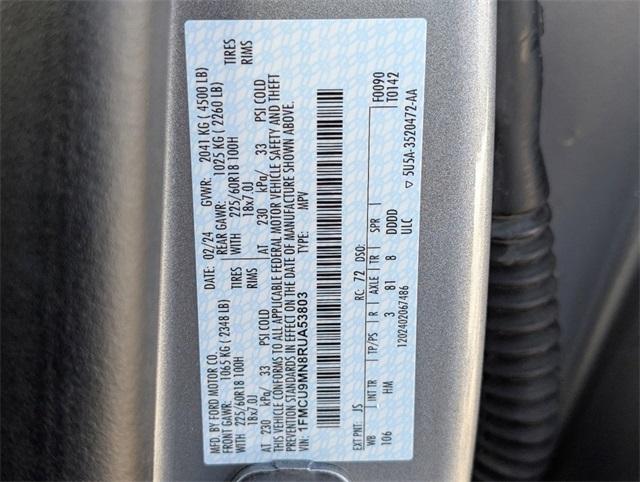 MFD. BY FORD MOTOR CO.
DATE: 02/24 GVWR: 2041 KG ( 4500 LB)
FRONT GAWR: 1065 KG ( 2348 LB) REAR GAWR: 1025 KG ( 2260 LB)
WITH 225/60R18 100H TIRES WITH 225/60R18 100H TIRES
18x7.0J RIMS 18x7.0J RIMS
AT 230 kPa/ 33 PSI COLD AT 230 kPa/ 33 PSI COLD
THIS VEHICLE CONFORMS TO ALL APPLICABLE FEDERAL MOTOR VEHICLE SAFETY AND THEFT
PREVENTION STANDARDS IN EFFECT ON THE DATE OF MANUFACTURE SHOWN ABOVE.
VIN: 1FMCU9MN8RUA53803 TYPE: MPV
F0090
T0142
EXT PNT: JS RC: 72 DSO:
WB INT TR TP/PS R AXLE TR SPR
106 HM 3 81 8 DDDD
ULC
1202402067486 5U5A-3520472-AA